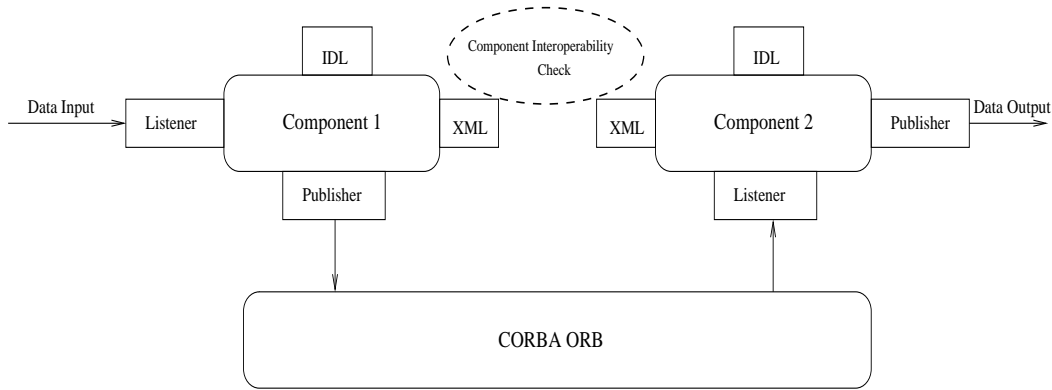 Component Interoperability
Check
IDL
IDL
Data Input
Listener
Component 1
XML
XML
Component 2
Publisher
Data Output
Publisher
Listener
CORBA ORB